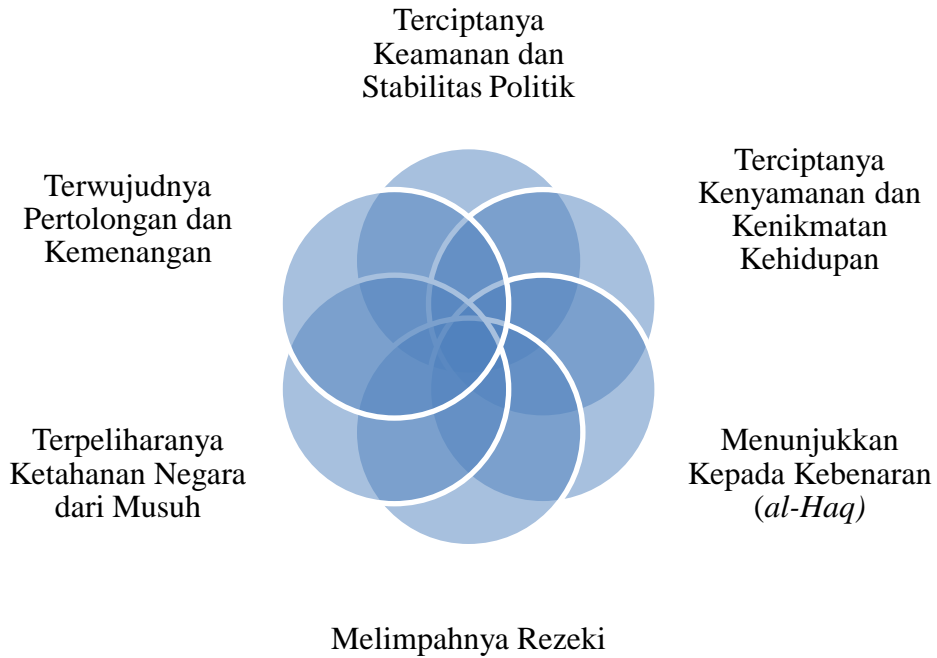 Terciptanya
Keamanan dan
Stabilitas Politik
Terciptanya
Kenyamanan dan
Kenikmatan
Kehidupan
Menunjukkan
Kepada Kebenaran
(al-Haq)
Melimpahnya Rezeki
Terpeliharanya
Ketahanan Negara
dari Musuh
Terwujudnya
Pertolongan dan
Kemenangan